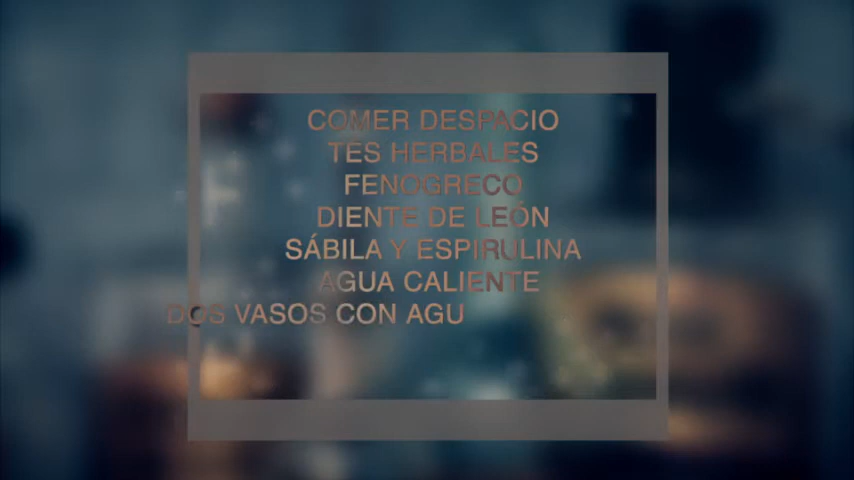 COMER DESPACIO
TES HERBALES
FENOGRECO
DIENTE DE LEÓN
SÁBILA Y ESPIRULINA
AGUA CALIENTE
DOS VASOS CON AGU